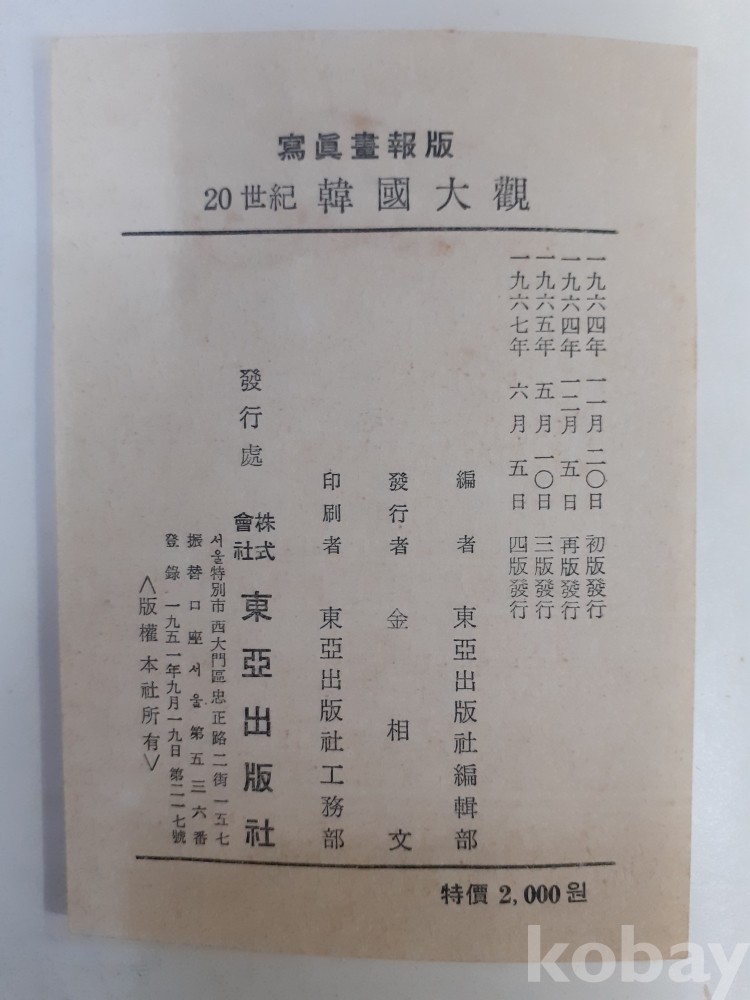 寫眞畫報版
20世紀 韓國大觀
一九六四年 一一月 二〇日 初版發行
一九六四年 一二月 五日 再版發行
一九六五年 五月 一〇日 三版發行
一九六七年 六月 五日 四版發行
編者 東亞出版社編輯部
發行者 金相文
印刷者 東亞出版社工務部
發行處 株式會社 東亞出版社
서울特別市 西大門區 忠正路 二街 一五七
振替口座 서울 第五三六番
登錄 一九五一年九月一九日 第二一七號
<版權 本社所有>
特價 2,000원
kobay